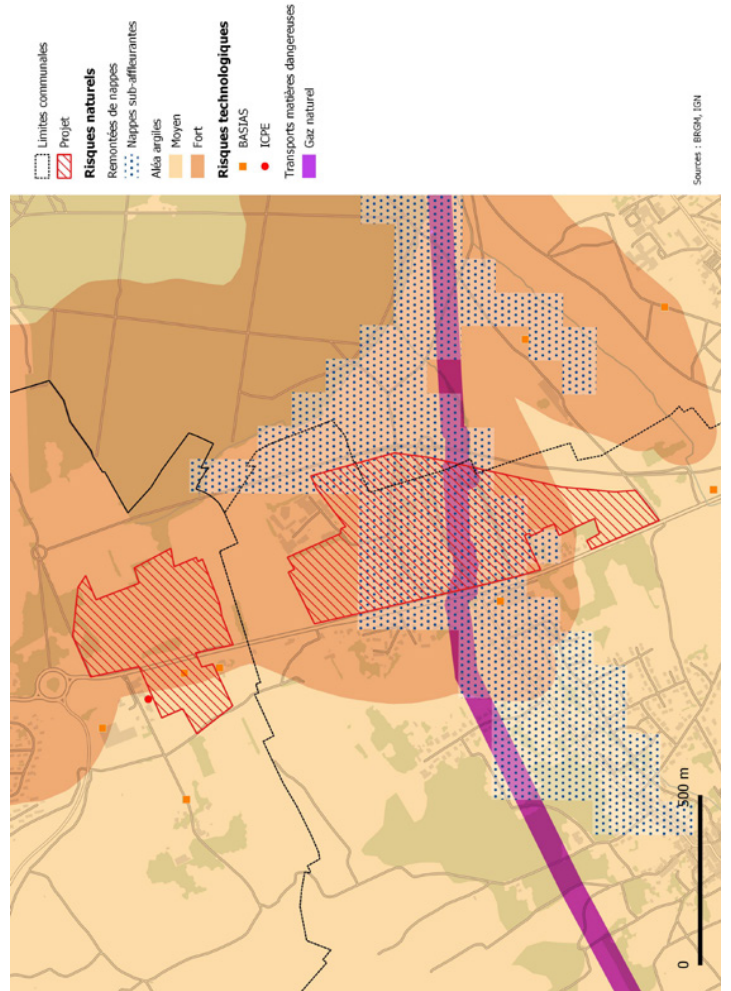 Limites communales
Projet
Risques naturels
Remontées de nappes
Nappes sub-affleurantes
Aléa argiles
Moyen
Fort
Risques technologiques
BASIAS
ICPE
Transports matières dangereuses
Gaz naturel
Sources : BRGM, IGN
0
500 m